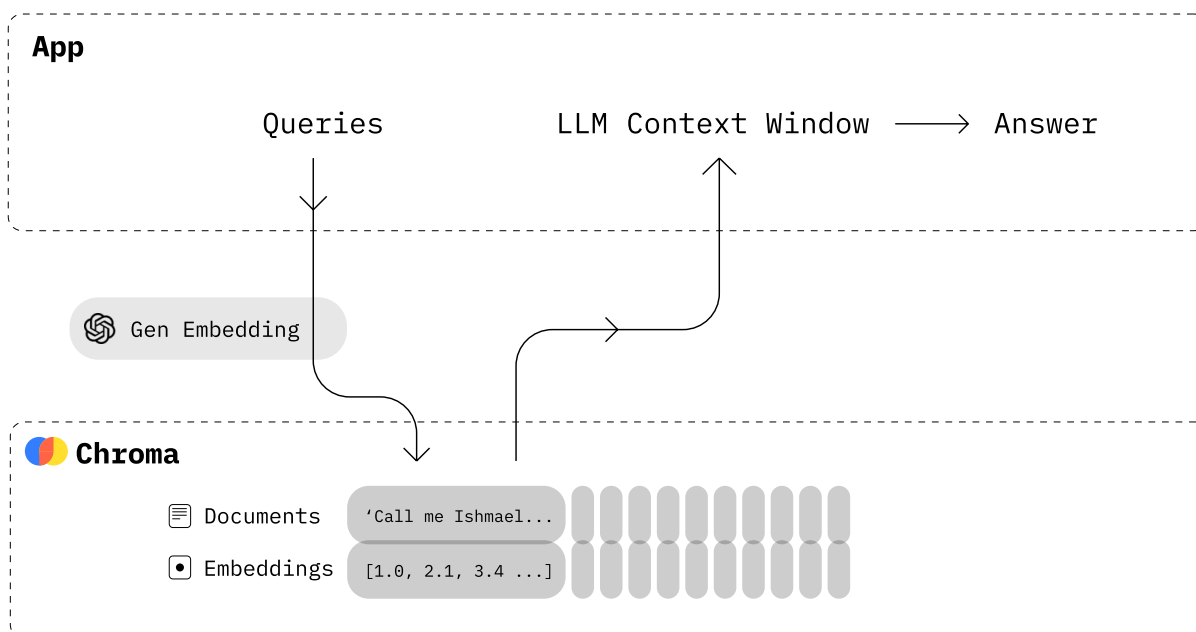 App
Queries
LLM Context Window
Answer
Gen Embedding
Chroma
Documents
‘Call me Ishmael...
Embeddings
[1.0, 2.1, 3.4 ...]